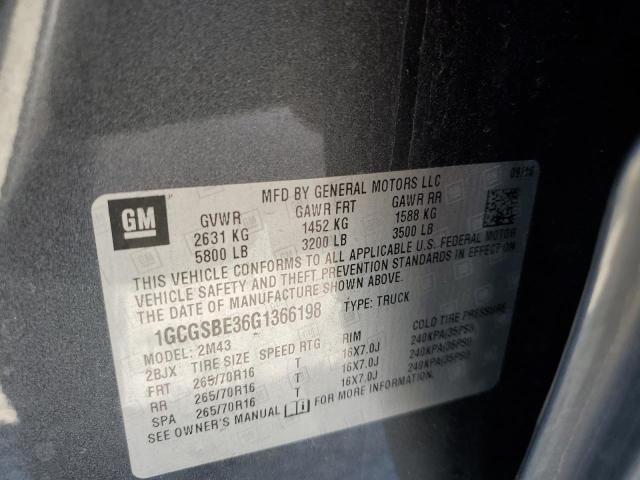 GM
MFD BY GENERAL MOTORS LLC
09/16
GVWR GAWR FRT GAWR RR
2631 KG 1452 KG 1588 KG
5800 LB 3200 LB 3500 LB
THIS VEHICLE CONFORMS TO ALL APPLICABLE U.S. FEDERAL MOTOR
VEHICLE SAFETY AND THEFT PREVENTION STANDARDS IN EFFECT ON
THE DATE OF MANUFACTURE SHOWN ABOVE.
1GCGSBE36G1366198 TYPE: TRUCK
MODEL: 2M43
2BJX TIRE SIZE SPEED RTG RIM COLD TIRE PRESSURE
FRT 265/70R16 T 16X7.0J 240KPA(35PSI)
RR 265/70R16 T 16X7.0J 240KPA(35PSI)
SPA 265/70R16 T 16X7.0J 240KPA(35PSI)
SEE OWNER'S MANUAL FOR MORE INFORMATION.